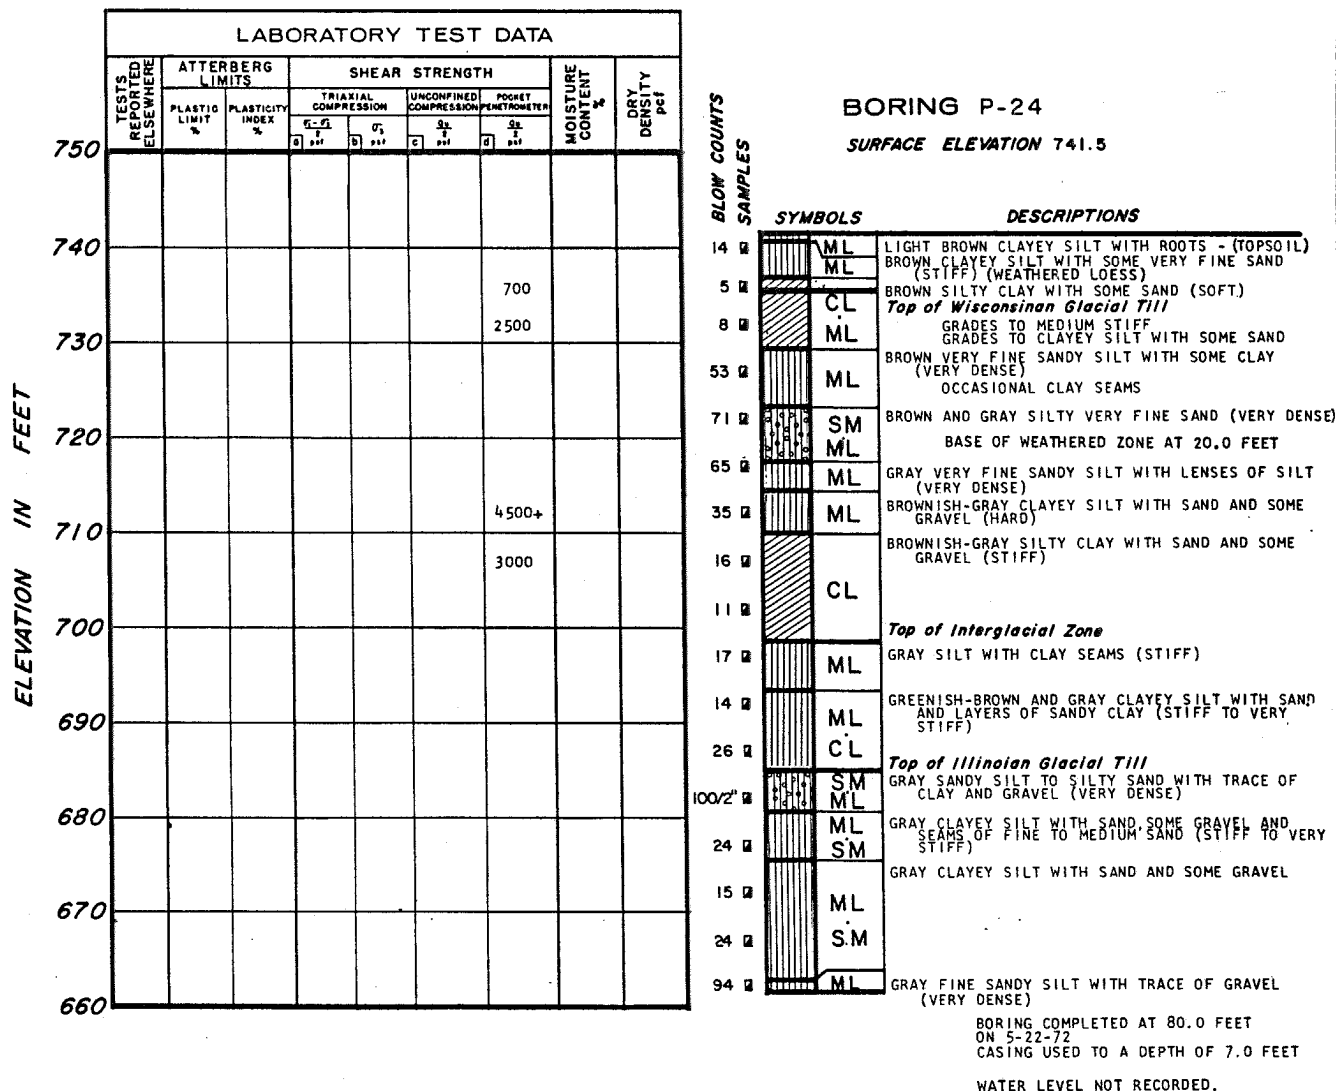 LABORATORY TEST DATA
TESTS REPORTED ELSEWHERE
ATTERBERG LIMITS
SHEAR STRENGTH
MOISTURE CONTENT %
DRY DENSITY pcf
PLASTIC LIMIT %
PLASTICITY INDEX %
TRIAXIAL COMPRESSION
UNCONFINED COMPRESSION
POCKET PENETROMETER
a
b
c
d
BORING P-24
SURFACE ELEVATION 741.5
BLOW COUNTS
SAMPLES
SYMBOLS
DESCRIPTIONS
ELEVATION IN FEET
750
740
730
720
710
700
690
680
670
660
700
2500
4500+
3000
14
5
8
53
71
65
35
16
11
17
14
26
100/2"
24
15
24
94
ML
LIGHT BROWN CLAYEY SILT WITH ROOTS - (TOPSOIL)
ML
BROWN CLAYEY SILT WITH SOME VERY FINE SAND
(STIFF) (WEATHERED LOESS)
BROWN SILTY CLAY WITH SOME SAND (SOFT)
CL
Top of Wisconsinan Glacial Till
ML
GRADES TO MEDIUM STIFF
GRADES TO CLAYEY SILT WITH SOME SAND
ML
BROWN VERY FINE SANDY SILT WITH SOME CLAY
(VERY DENSE)
OCCASIONAL CLAY SEAMS
SM
ML
BROWN AND GRAY SILTY VERY FINE SAND (VERY DENSE)
BASE OF WEATHERED ZONE AT 20.0 FEET
ML
GRAY VERY FINE SANDY SILT WITH LENSES OF SILT
(VERY DENSE)
ML
BROWNISH-GRAY CLAYEY SILT WITH SAND AND SOME
GRAVEL (HARD)
CL
BROWNISH-GRAY SILTY CLAY WITH SAND AND SOME
GRAVEL (STIFF)
Top of Interglacial Zone
ML
GRAY SILT WITH CLAY SEAMS (STIFF)
ML
CL
GREENISH-BROWN AND GRAY CLAYEY SILT WITH SAND
AND LAYERS OF SANDY CLAY (STIFF TO VERY
STIFF)
Top of Illinoian Glacial Till
SM
ML
GRAY SANDY SILT TO SILTY SAND WITH TRACE OF
CLAY AND GRAVEL (VERY DENSE)
ML
SM
GRAY CLAYEY SILT WITH SAND, SOME GRAVEL AND
SEAMS OF FINE TO MEDIUM SAND (STIFF TO VERY
STIFF)
GRAY CLAYEY SILT WITH SAND AND SOME GRAVEL
ML
SM
ML
GRAY FINE SANDY SILT WITH TRACE OF GRAVEL
(VERY DENSE)
BORING COMPLETED AT 80.0 FEET
ON 5-22-72
CASING USED TO A DEPTH OF 7.0 FEET
WATER LEVEL NOT RECORDED.